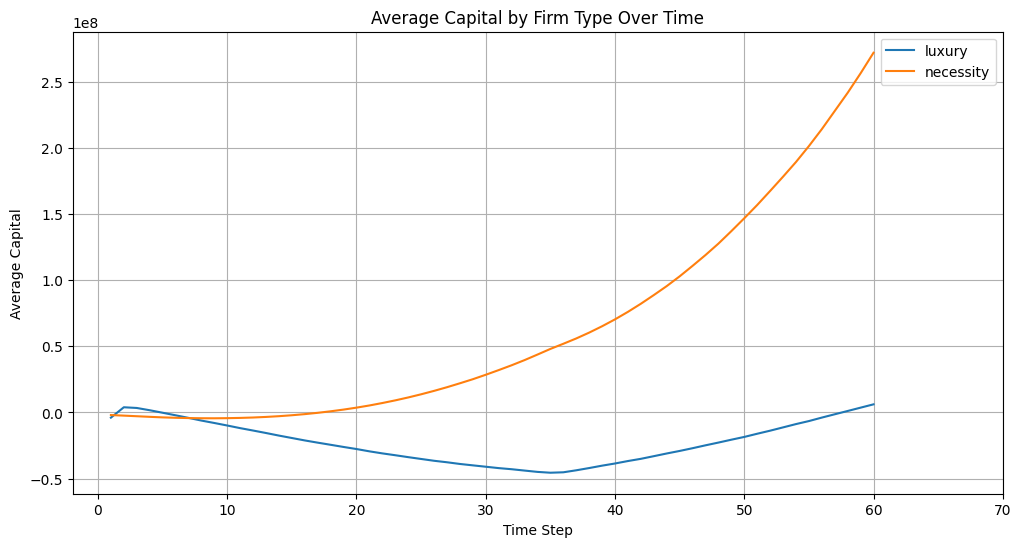 Average Capital by Firm Type Over Time
1e8
luxury
necessity
2.5
2.0
1.5
1.0
0.5
0.0
−0.5
Average Capital
0 10 20 30 40 50 60 70
Time Step